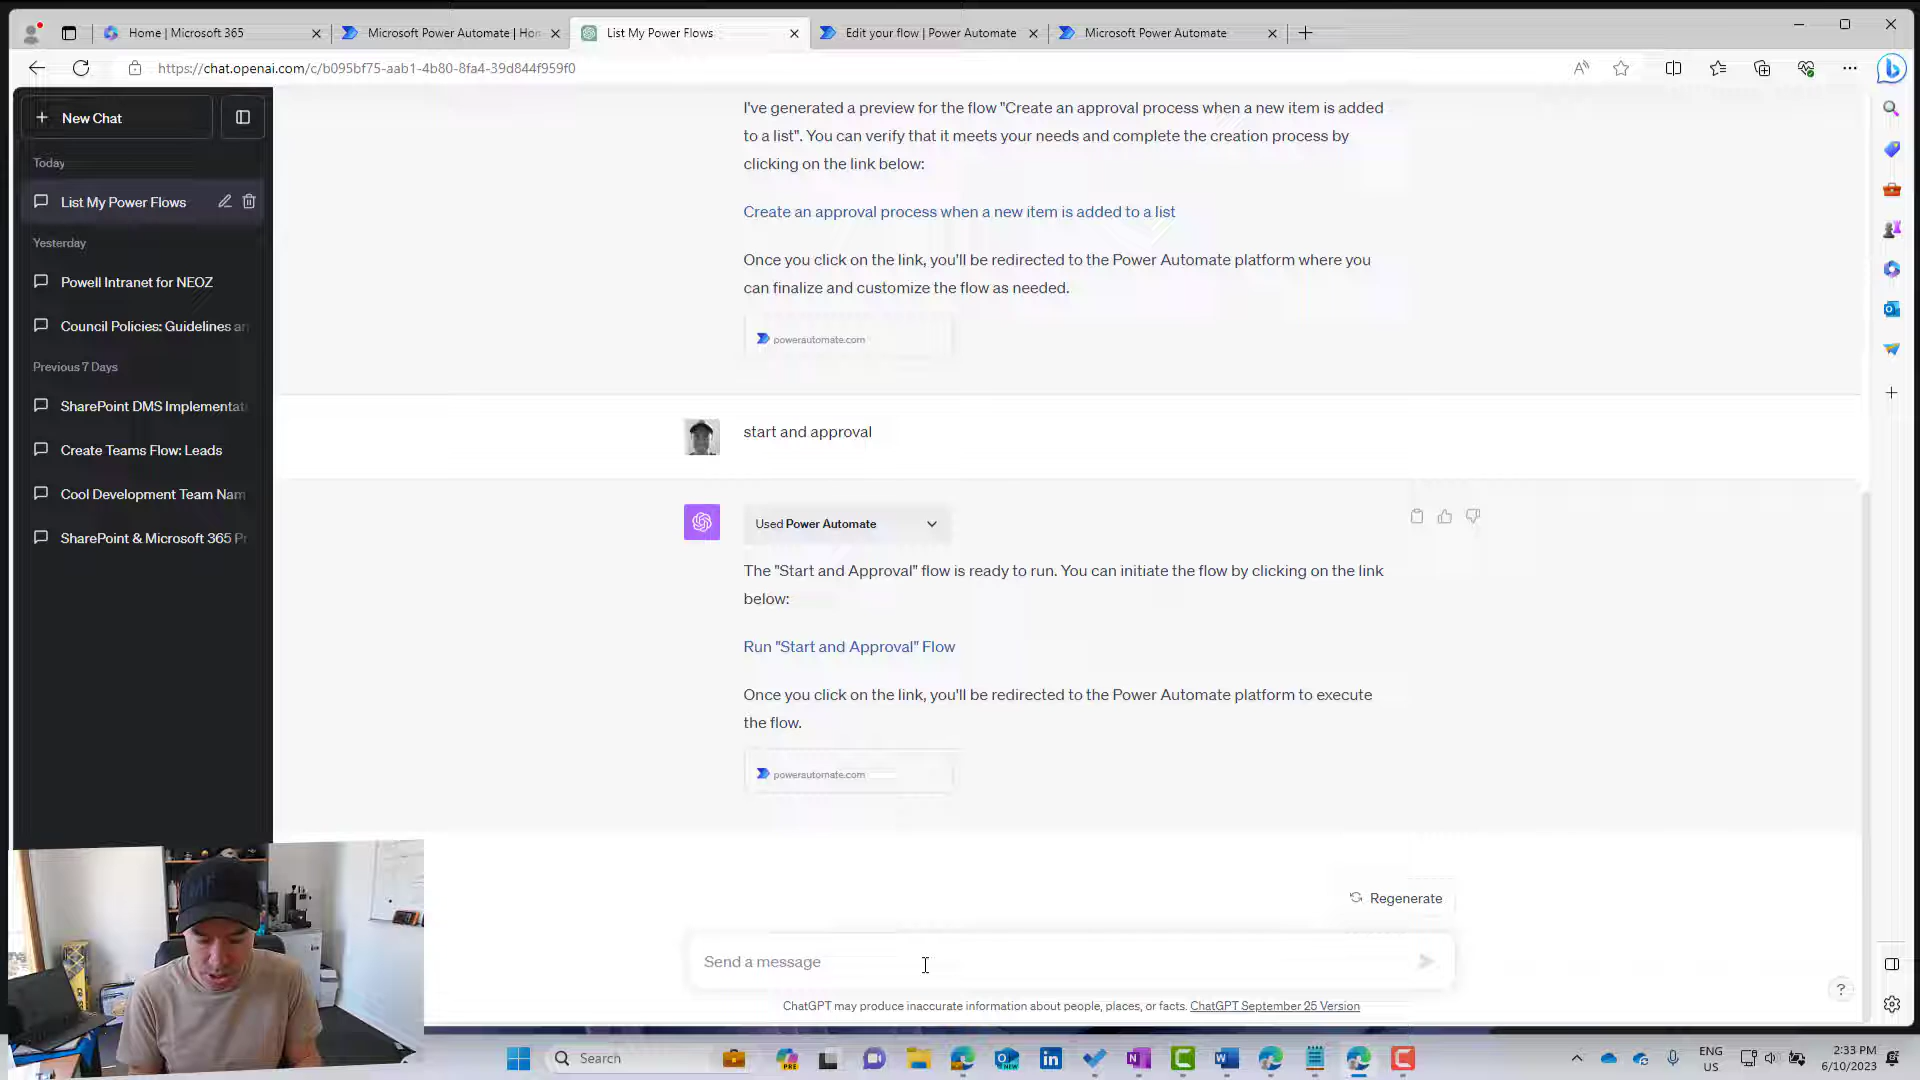 Home | Microsoft 365
Microsoft Power Automate | Hom
List My Power Flows
Edit your flow | Power Automate
Microsoft Power Automate
https://chat.openai.com/c/b095bf75-aab1-4b80-8fa4-39d844f959f0
New Chat
Today
List My Power Flows
Yesterday
Powell Intranet for NEOZ
Council Policies: Guidelines an
Previous 7 Days
SharePoint DMS Implementat
Create Teams Flow: Leads
Cool Development Team Nam
SharePoint & Microsoft 365 Pr
I've generated a preview for the flow "Create an approval process when a new item is added
to a list". You can verify that it meets your needs and complete the creation process by
clicking on the link below:
Create an approval process when a new item is added to a list
Once you click on the link, you'll be redirected to the Power Automate platform where you
can finalize and customize the flow as needed.
powerautomate.com
start and approval
Used Power Automate
The "Start and Approval" flow is ready to run. You can initiate the flow by clicking on the link
below:
Run "Start and Approval" Flow
Once you click on the link, you'll be redirected to the Power Automate platform to execute
the flow.
powerautomate.com
Regenerate
Send a message
ChatGPT may produce inaccurate information about people, places, or facts. ChatGPT September 25 Version
?
Search
PRE
NEW
ENG
US
2:33 PM
6/10/2023